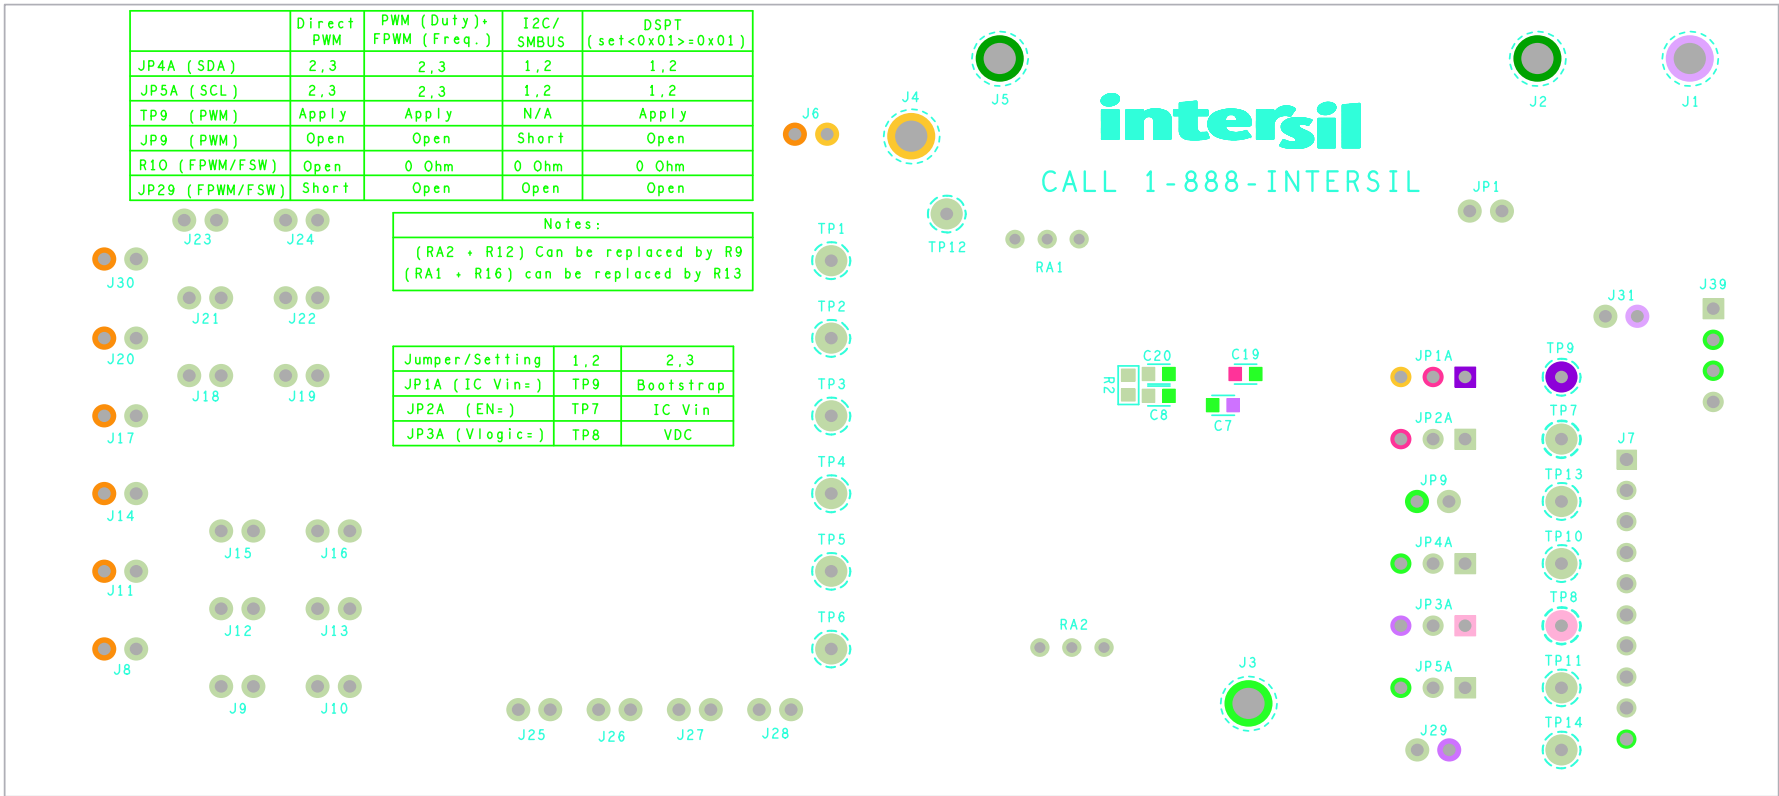 Direct PWM (Duty)+ I2C/ DSPT
PWM FPWM (Freq.) SMBUS (set<0x01>=0x01)
JP4A (SDA) 2,3 2,3 1,2 1,2
JP5A (SCL) 2,3 2,3 1,2 1,2
TP9 (PWM) Apply Apply N/A Apply
JP9 (PWM) Open Open Short Open
R10 (FPWM/FSW) Open 0 Ohm 0 Ohm 0 Ohm
JP29 (FPWM/FSW) Short Open Open Open
Notes:
(RA2 + R12) Can be replaced by R9
(RA1 + R16) can be replaced by R13
Jumper/Setting 1,2 2,3
JP1A (IC Vin=) TP9 Bootstrap
JP2A (EN=) TP7 IC Vin
JP3A (Vlogic=) TP8 VDC
J5
J2
J1
J6
J4
intersil
CALL 1-888-INTERSIL
JP1
TP12
RA1
J23
J24
J30
J21
J22
J20
J18
J19
J17
J14
J15
J16
J11
J12
J13
J8
J9
J10
J25
J26
J27
J28
TP1
TP2
TP3
TP4
TP5
TP6
R2
C20
C8
C19
C7
RA2
J3
J31
J39
JP1A
TP9
JP2A
TP7
J7
JP9
TP13
JP4A
TP10
JP3A
TP8
JP5A
TP11
J29
TP14